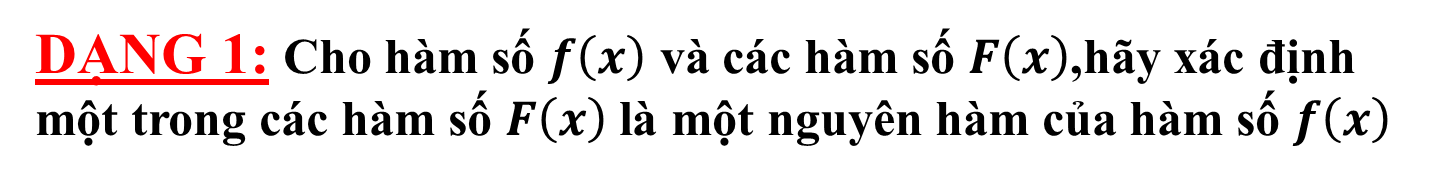 DẠNG 1: Cho hàm số f(x) và các hàm số F(x),hãy xác định
một trong các hàm số F(x) là một nguyên hàm của hàm số f(x)